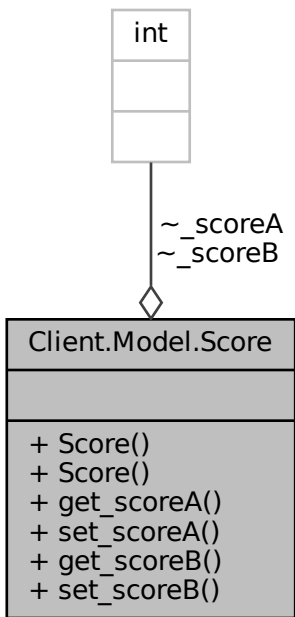 int
~_scoreA
~_scoreB
Client.Model.Score
+ Score()
+ Score()
+ get_scoreA()
+ set_scoreA()
+ get_scoreB()
+ set_scoreB()